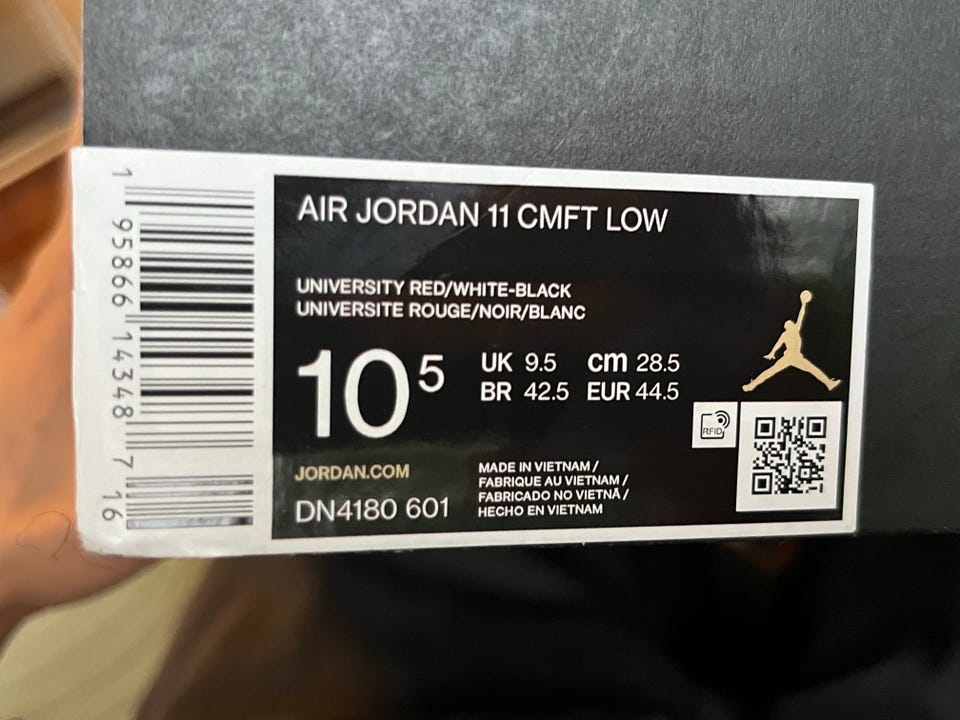 AIR JORDAN 11 CMFT LOW
UNIVERSITY RED/WHITE-BLACK
UNIVERSITE ROUGE/NOIR/BLANC
10⁵
UK 9.5 cm 28.5
BR 42.5 EUR 44.5
RFID
JORDAN.COM
DN4180 601
MADE IN VIETNAM /
FABRIQUE AU VIETNAM /
FABRICADO NO VIETNÃ /
HECHO EN VIETNAM
1 95866 14348 7 16